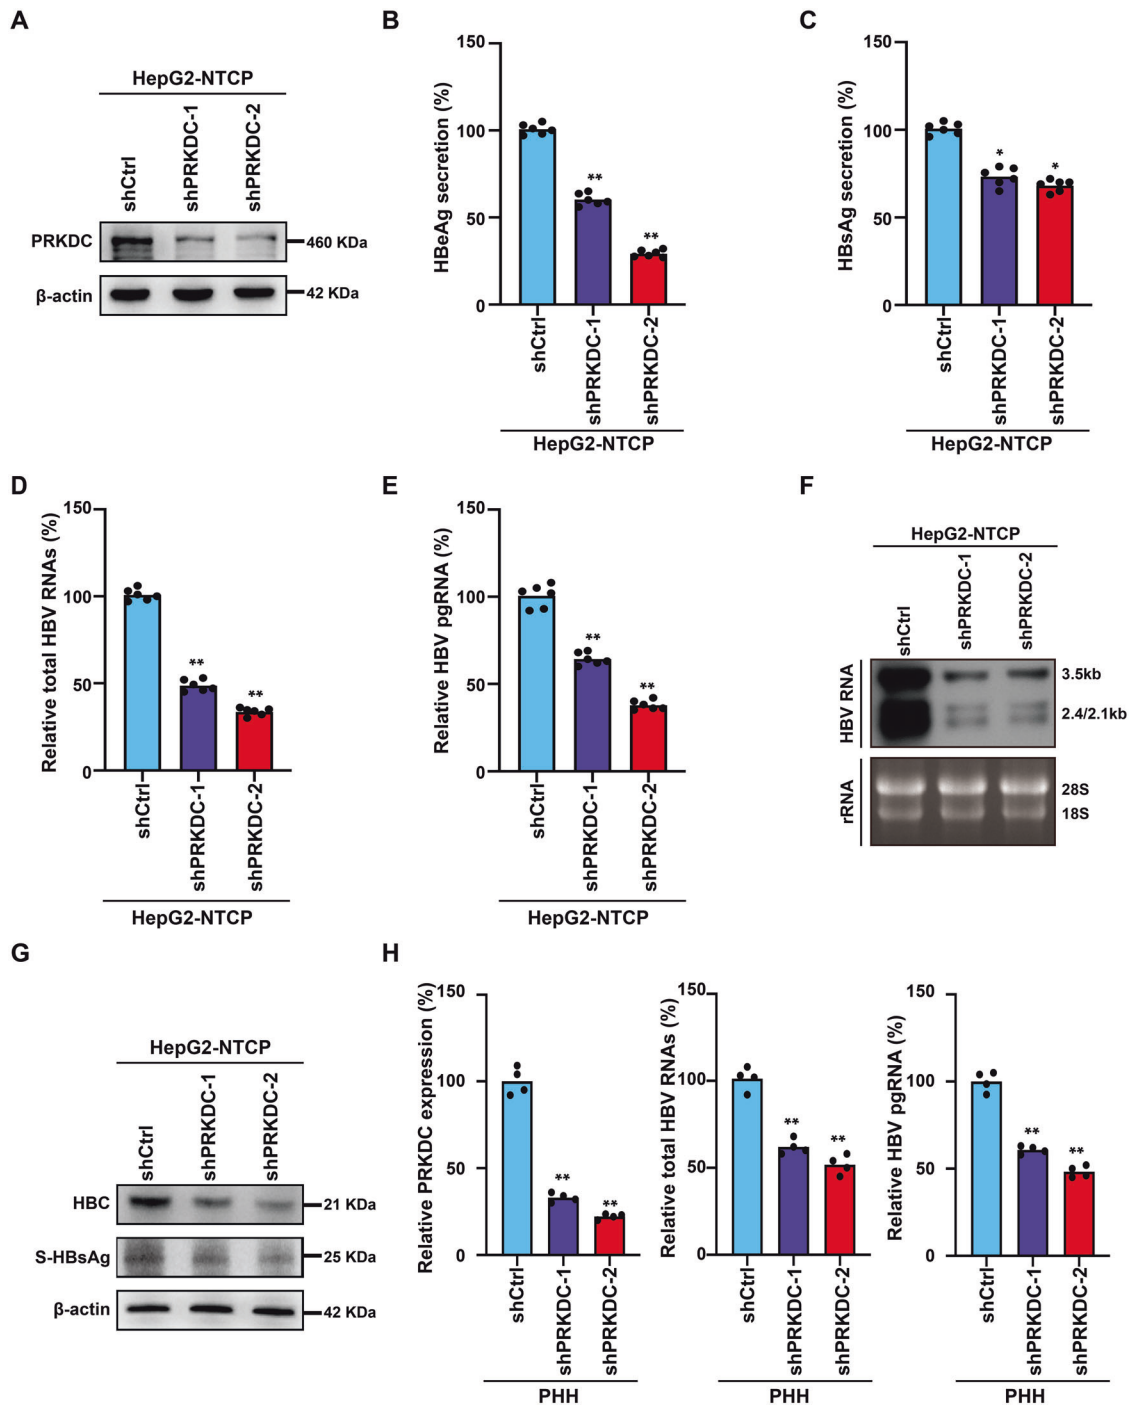 A
HepG2-NTCP
shCtrl
shPRKDC-1
shPRKDC-2
PRKDC
460 KDa
β-actin
42 KDa
B
HBeAg secretion (%)
150
100
50
0
**
**
shCtrl
shPRKDC-1
shPRKDC-2
HepG2-NTCP
C
HBsAg secretion (%)
150
100
50
0
*
*
shCtrl
shPRKDC-1
shPRKDC-2
HepG2-NTCP
D
Relative total HBV RNAs (%)
150
100
50
0
**
**
shCtrl
shPRKDC-1
shPRKDC-2
HepG2-NTCP
E
Relative HBV pgRNA (%)
150
100
50
0
**
**
shCtrl
shPRKDC-1
shPRKDC-2
HepG2-NTCP
F
HepG2-NTCP
shCtrl
shPRKDC-1
shPRKDC-2
HBV RNA
3.5kb
2.4/2.1kb
rRNA
28S
18S
G
HepG2-NTCP
shCtrl
shPRKDC-1
shPRKDC-2
HBC
21 KDa
S-HBsAg
25 KDa
β-actin
42 KDa
H
Relative PRKDC expression (%)
150
100
50
0
**
**
shCtrl
shPRKDC-1
shPRKDC-2
PHH
Relative total HBV RNAs (%)
150
100
50
0
**
**
shCtrl
shPRKDC-1
shPRKDC-2
PHH
Relative HBV pgRNA (%)
150
100
50
0
**
**
shCtrl
shPRKDC-1
shPRKDC-2
PHH